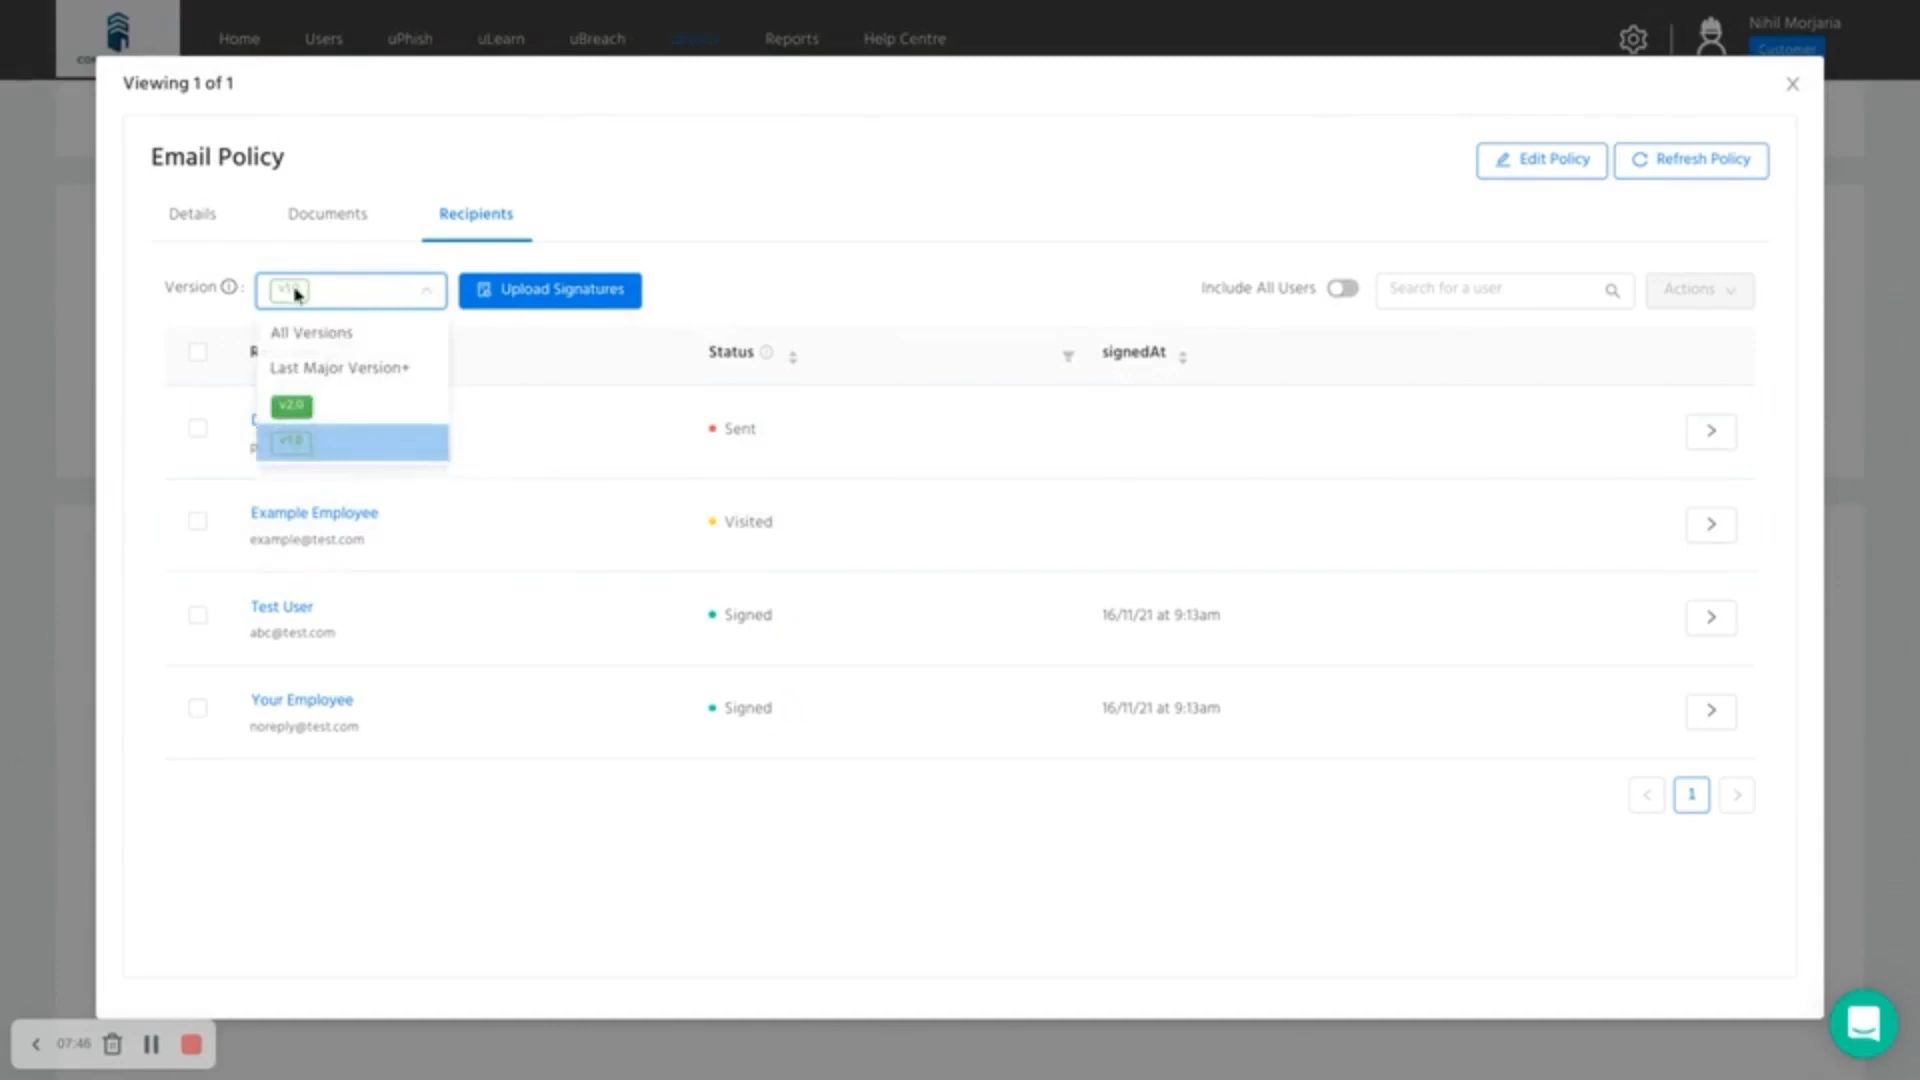 Home Users uPhish uLearn uBreach Reports Help Centre
Nihil Morjaria
Customer
Viewing 1 of 1
Email Policy
Edit Policy Refresh Policy
Details Documents Recipients
Version : Upload Signatures Include All Users Search for a user Actions
All Versions
Last Major Version+
v2.0
v1.0
Status signedAt
Sent
Example Employee
example@test.com
Visited
Test User
abc@test.com
Signed 16/11/21 at 9:13am
Your Employee
noreply@test.com
Signed 16/11/21 at 9:13am
1
07:46